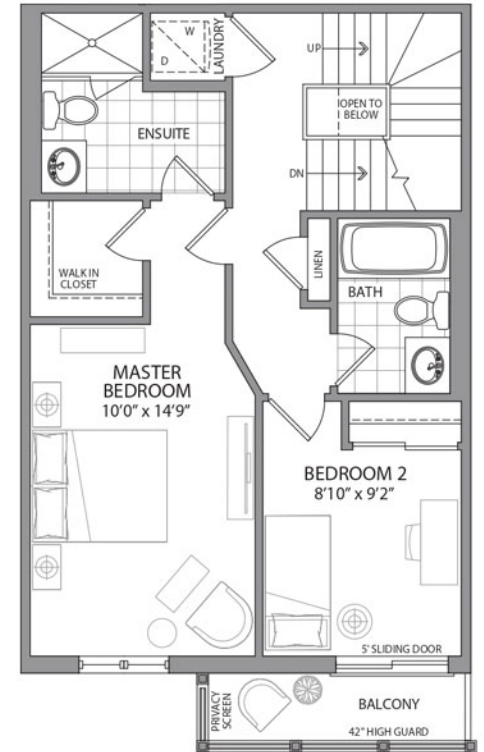 W
D
LAUNDRY
UP
OPEN TO
BELOW
ENSUITE
DN
LINEN
WALK IN
CLOSET
BATH
MASTER
BEDROOM
10'0" x 14'9"
BEDROOM 2
8'10" x 9'2"
5' SLIDING DOOR
PRIVACY
SCREEN
BALCONY
42" HIGH GUARD